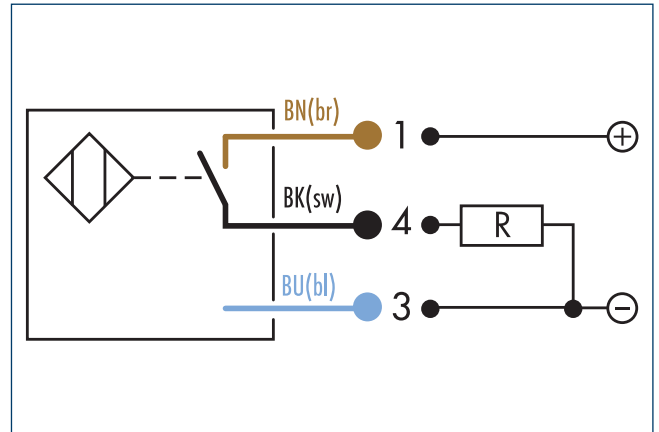 BN(br) 1 +
BK(sw) 4 R
BU(bl) 3 −